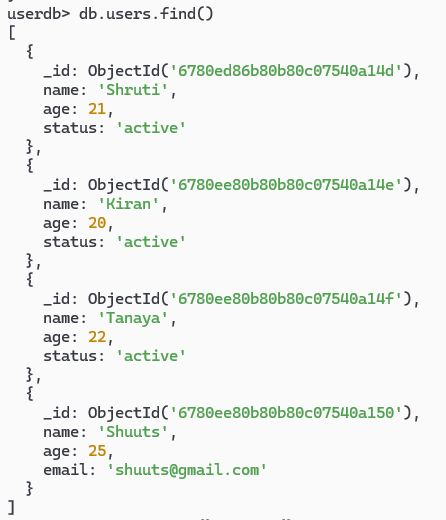 userdb> db.users.find()
[
  {
    _id: ObjectId('6780ed86b80b80c07540a14d'),
    name: 'Shruti',
    age: 21,
    status: 'active'
  },
  {
    _id: ObjectId('6780ee80b80b80c07540a14e'),
    name: 'Kiran',
    age: 20,
    status: 'active'
  },
  {
    _id: ObjectId('6780ee80b80b80c07540a14f'),
    name: 'Tanaya',
    age: 22,
    status: 'active'
  },
  {
    _id: ObjectId('6780ee80b80b80c07540a150'),
    name: 'Shuuts',
    age: 25,
    email: 'shuuts@gmail.com'
  }
]